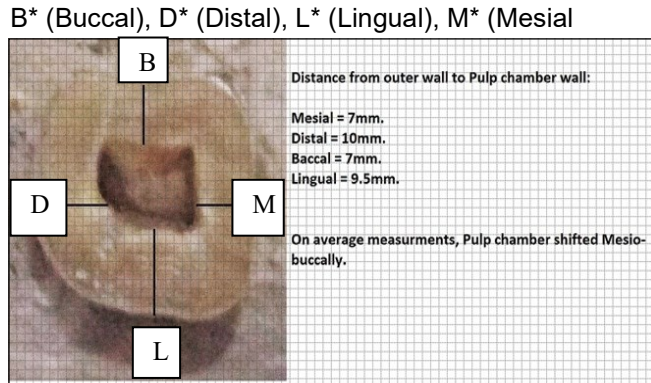 B* (Buccal), D* (Distal), L* (Lingual), M* (Mesial
B
Distance from outer wall to Pulp chamber wall:
Mesial = 7mm.
Distal = 10mm.
Baccal = 7mm.
Lingual = 9.5mm.
D
M
On average measurments, Pulp chamber shifted Mesio-
buccally.
L